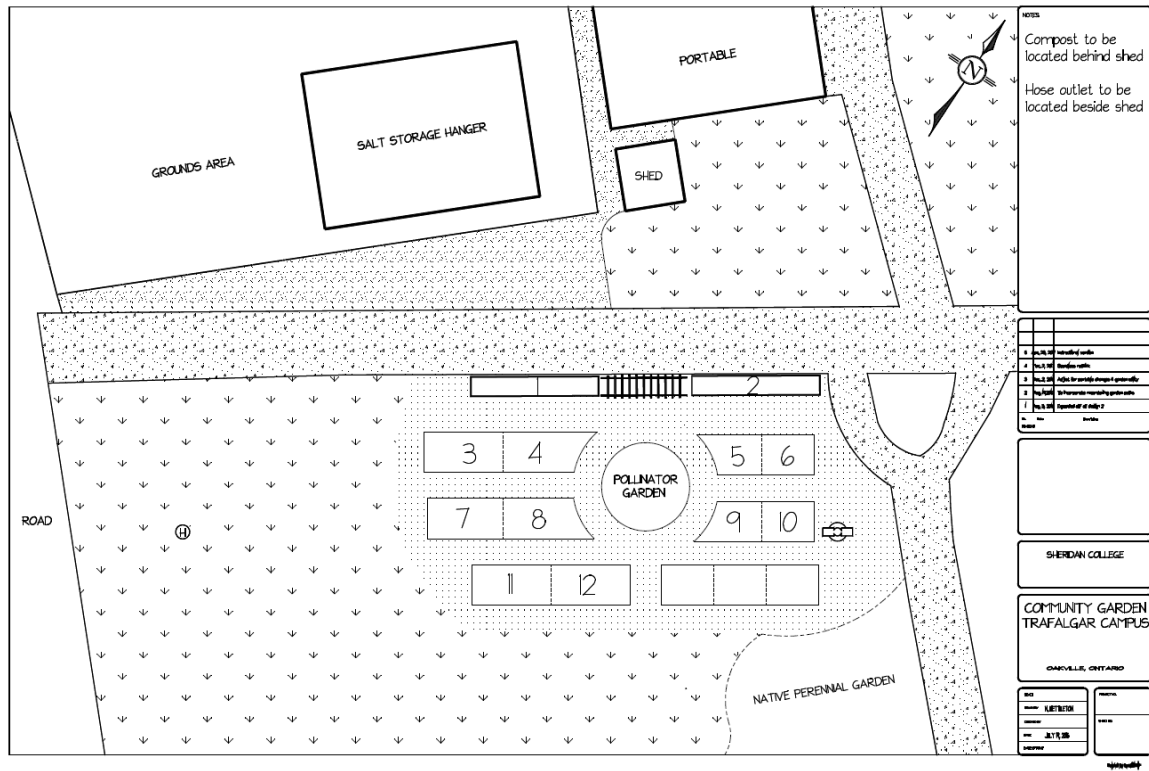 NOTES:
Compost to be
located behind shed
Hose outlet to be
located beside shed
N
PORTABLE
SALT STORAGE HANGER
GROUNDS AREA
SHED
2
3 4
5 6
POLLINATOR
GARDEN
7 8
9 10
ROAD
H
11 12
NATIVE PERENNIAL GARDEN
SHERIDAN COLLEGE
COMMUNITY GARDEN
TRAFALGAR CAMPUS
OAKVILLE, ONTARIO